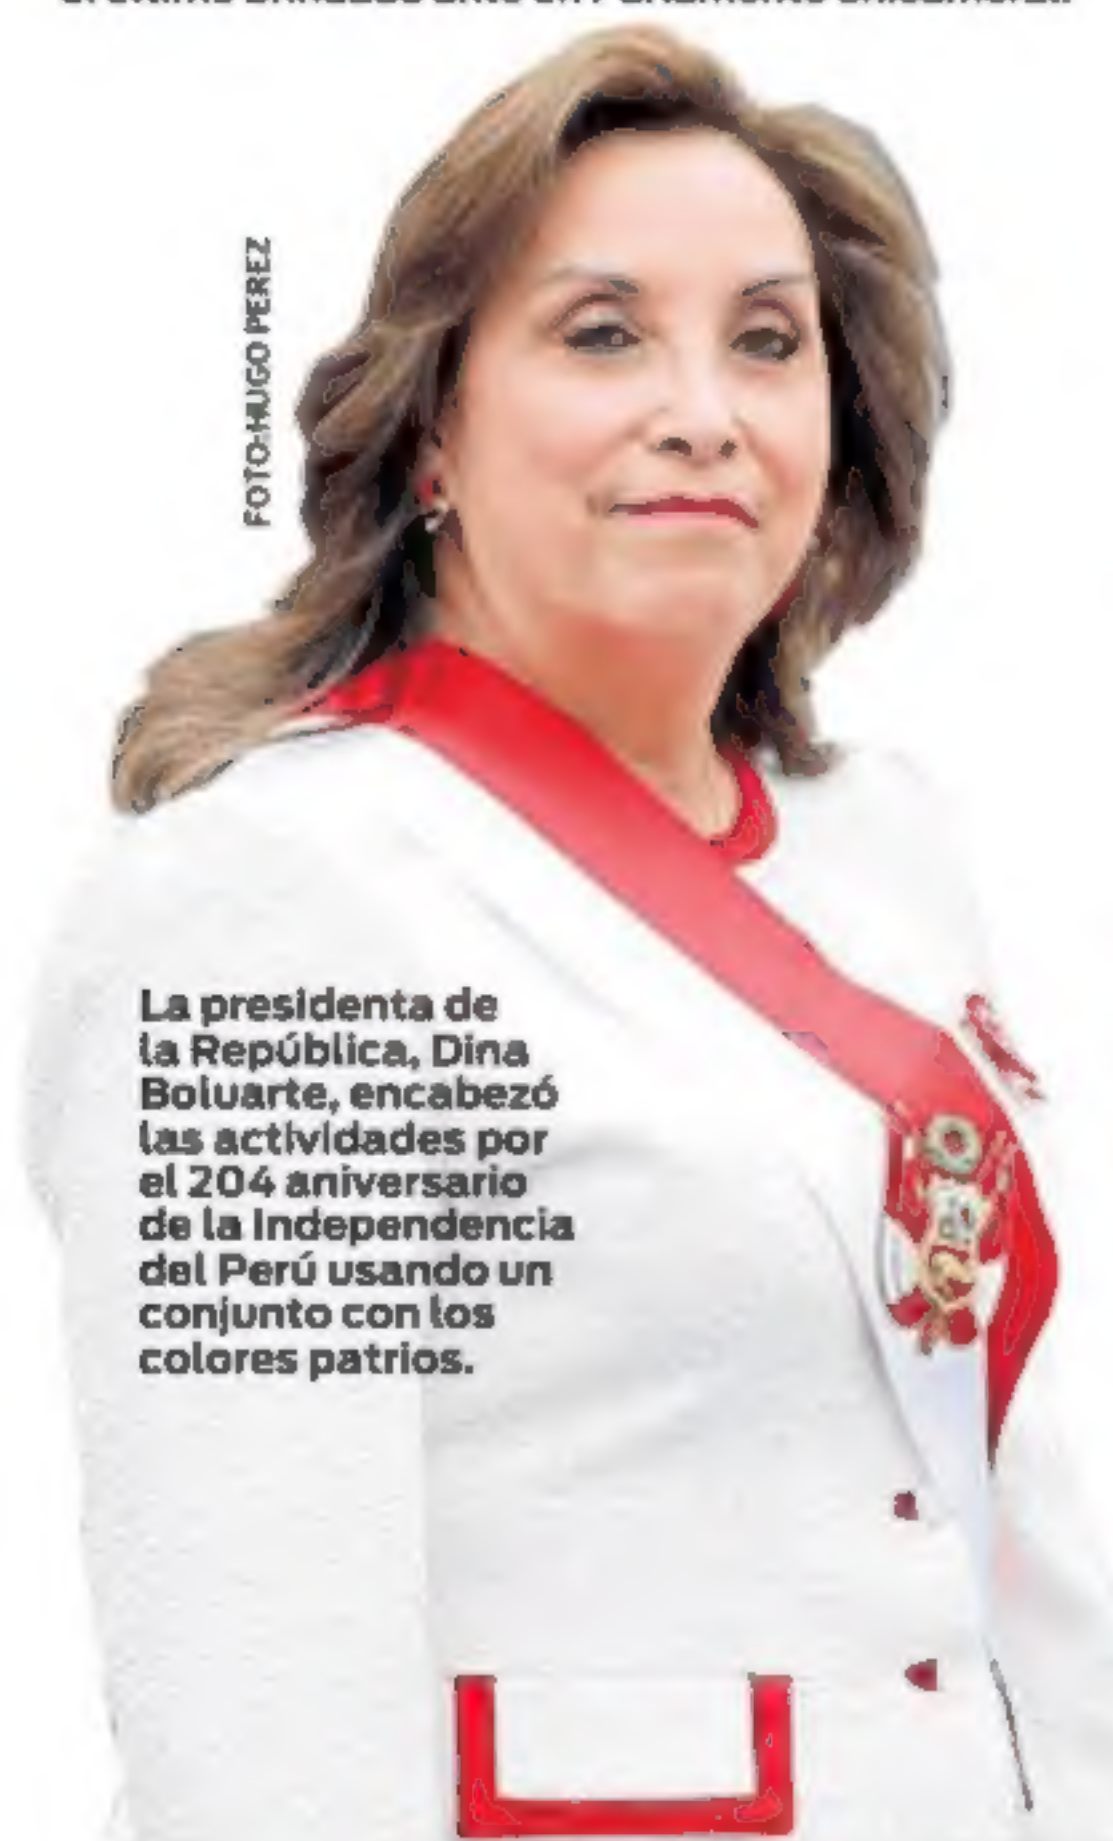 FOTO:HUGO PEREZ
La presidenta de
la República, Dina
Boluarte, encabezó
las actividades por
el 204 aniversario
de la Independencia
del Perú usando un
conjunto con los
colores patrios.